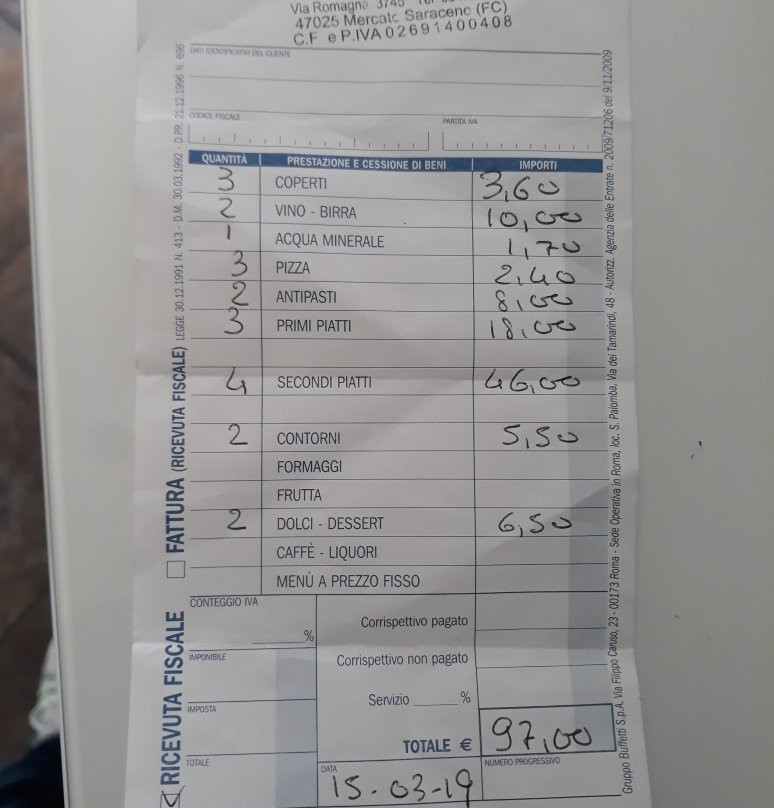 Via Romagna 3745
47025 Mercato Saraceno (FC)
C.F e P.IVA 02691400408
DATI IDENTIFICATIVI DEL CLIENTE
CODICE FISCALE PARTITA IVA
QUANTITÀ PRESTAZIONE E CESSIONE DI BENI IMPORTI
3 COPERTI 3,60
2 VINO - BIRRA 10,00
1 ACQUA MINERALE 1,70
3 PIZZA 2,40
2 ANTIPASTI 8,00
3 PRIMI PIATTI 18,00
4 SECONDI PIATTI 46,00
2 CONTORNI 5,50
FORMAGGI
FRUTTA
2 DOLCI - DESSERT 6,50
CAFFÈ - LIQUORI
MENÙ A PREZZO FISSO
CONTEGGIO IVA
%
IMPONIBILE
IMPOSTA
TOTALE
Corrispettivo pagato
Corrispettivo non pagato
Servizio %
TOTALE € 97,00
DATA
15-03-19
NUMERO PROGRESSIVO
RICEVUTA FISCALE
FATTURA (RICEVUTA FISCALE) LEGGE 30.12.1991 N. 413 - D.M. 30.03.1992 - D.P.R. 21.12.1996 N. 696
Gruppo Buffetti S.p.A. Via Filippo Caruso, 23 - 00173 Roma - Sede Operativa in Roma, loc. S. Palomba, Via dei Tamarindi, 48 - Autorizz. Agenzia delle Entrate n. 2009/71206 del 9/11/2009